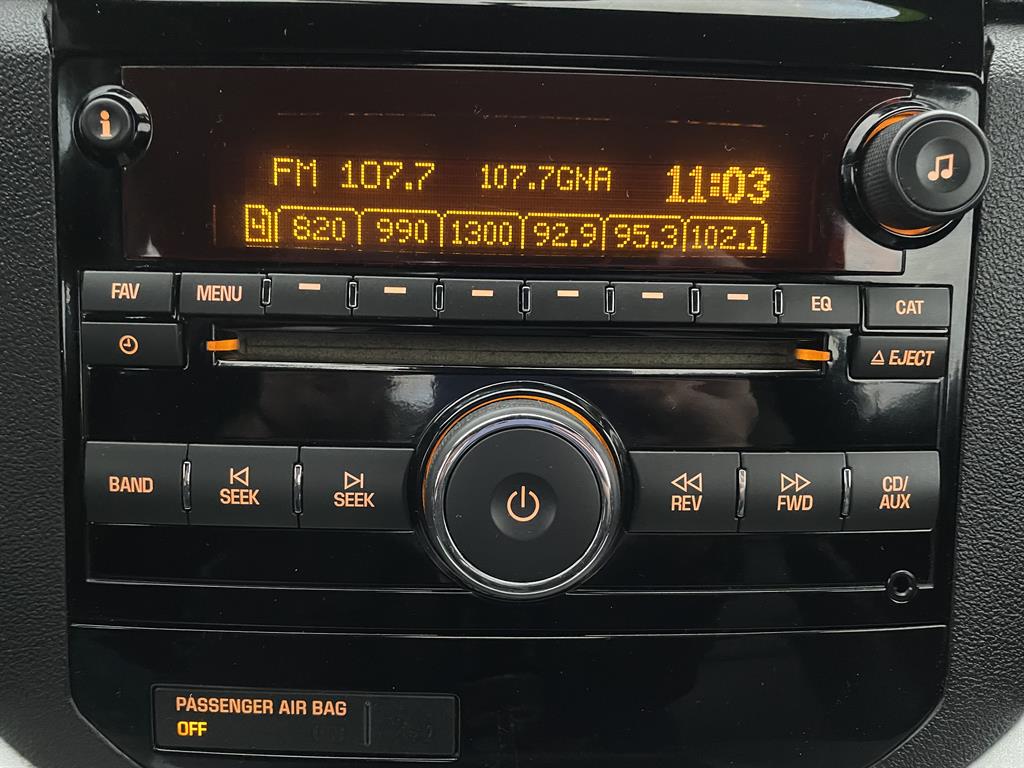 i
FM 107.7 107.7GNA 11:03
4 820 990 1300 92.9 95.3 102.1
FAV MENU EQ CAT
EJECT
BAND SEEK SEEK REV FWD CD/
AUX
PASSENGER AIR BAG
OFF